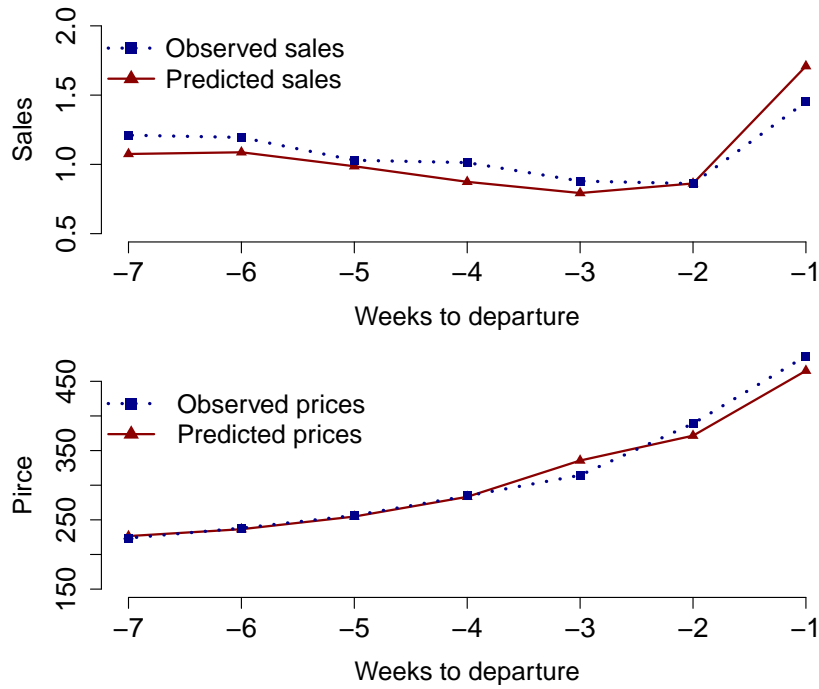 2.0
1.5
1.0
0.5
Sales
Observed sales
Predicted sales
−7 −6 −5 −4 −3 −2 −1
Weeks to departure
450
350
250
150
Pirce
Observed prices
Predicted prices
−7 −6 −5 −4 −3 −2 −1
Weeks to departure